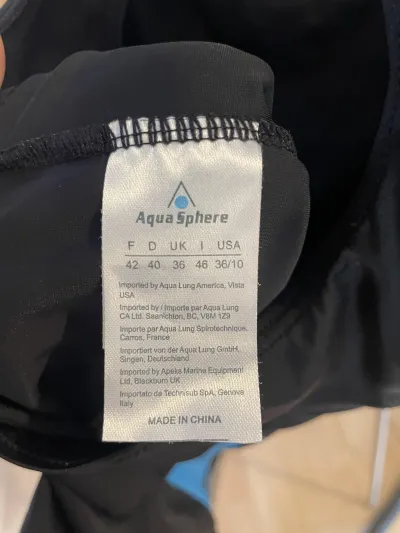 Aqua Sphere
F D UK I USA
42 40 36 46 36/10
Imported by Aqua Lung America, Vista
USA
Imported by / Importe par Aqua Lung
CA Ltd. Saanichton, BC, V8M 1Z9
Importe par Aqua Lung Spirotechnique,
Carros, France
Importiert von der Aqua Lung GmbH,
Singen, Deutschland
Imported by Apeks Marine Equipment
Ltd, Blackburn UK
Importato da Technisub SpA, Genova
Italy
MADE IN CHINA